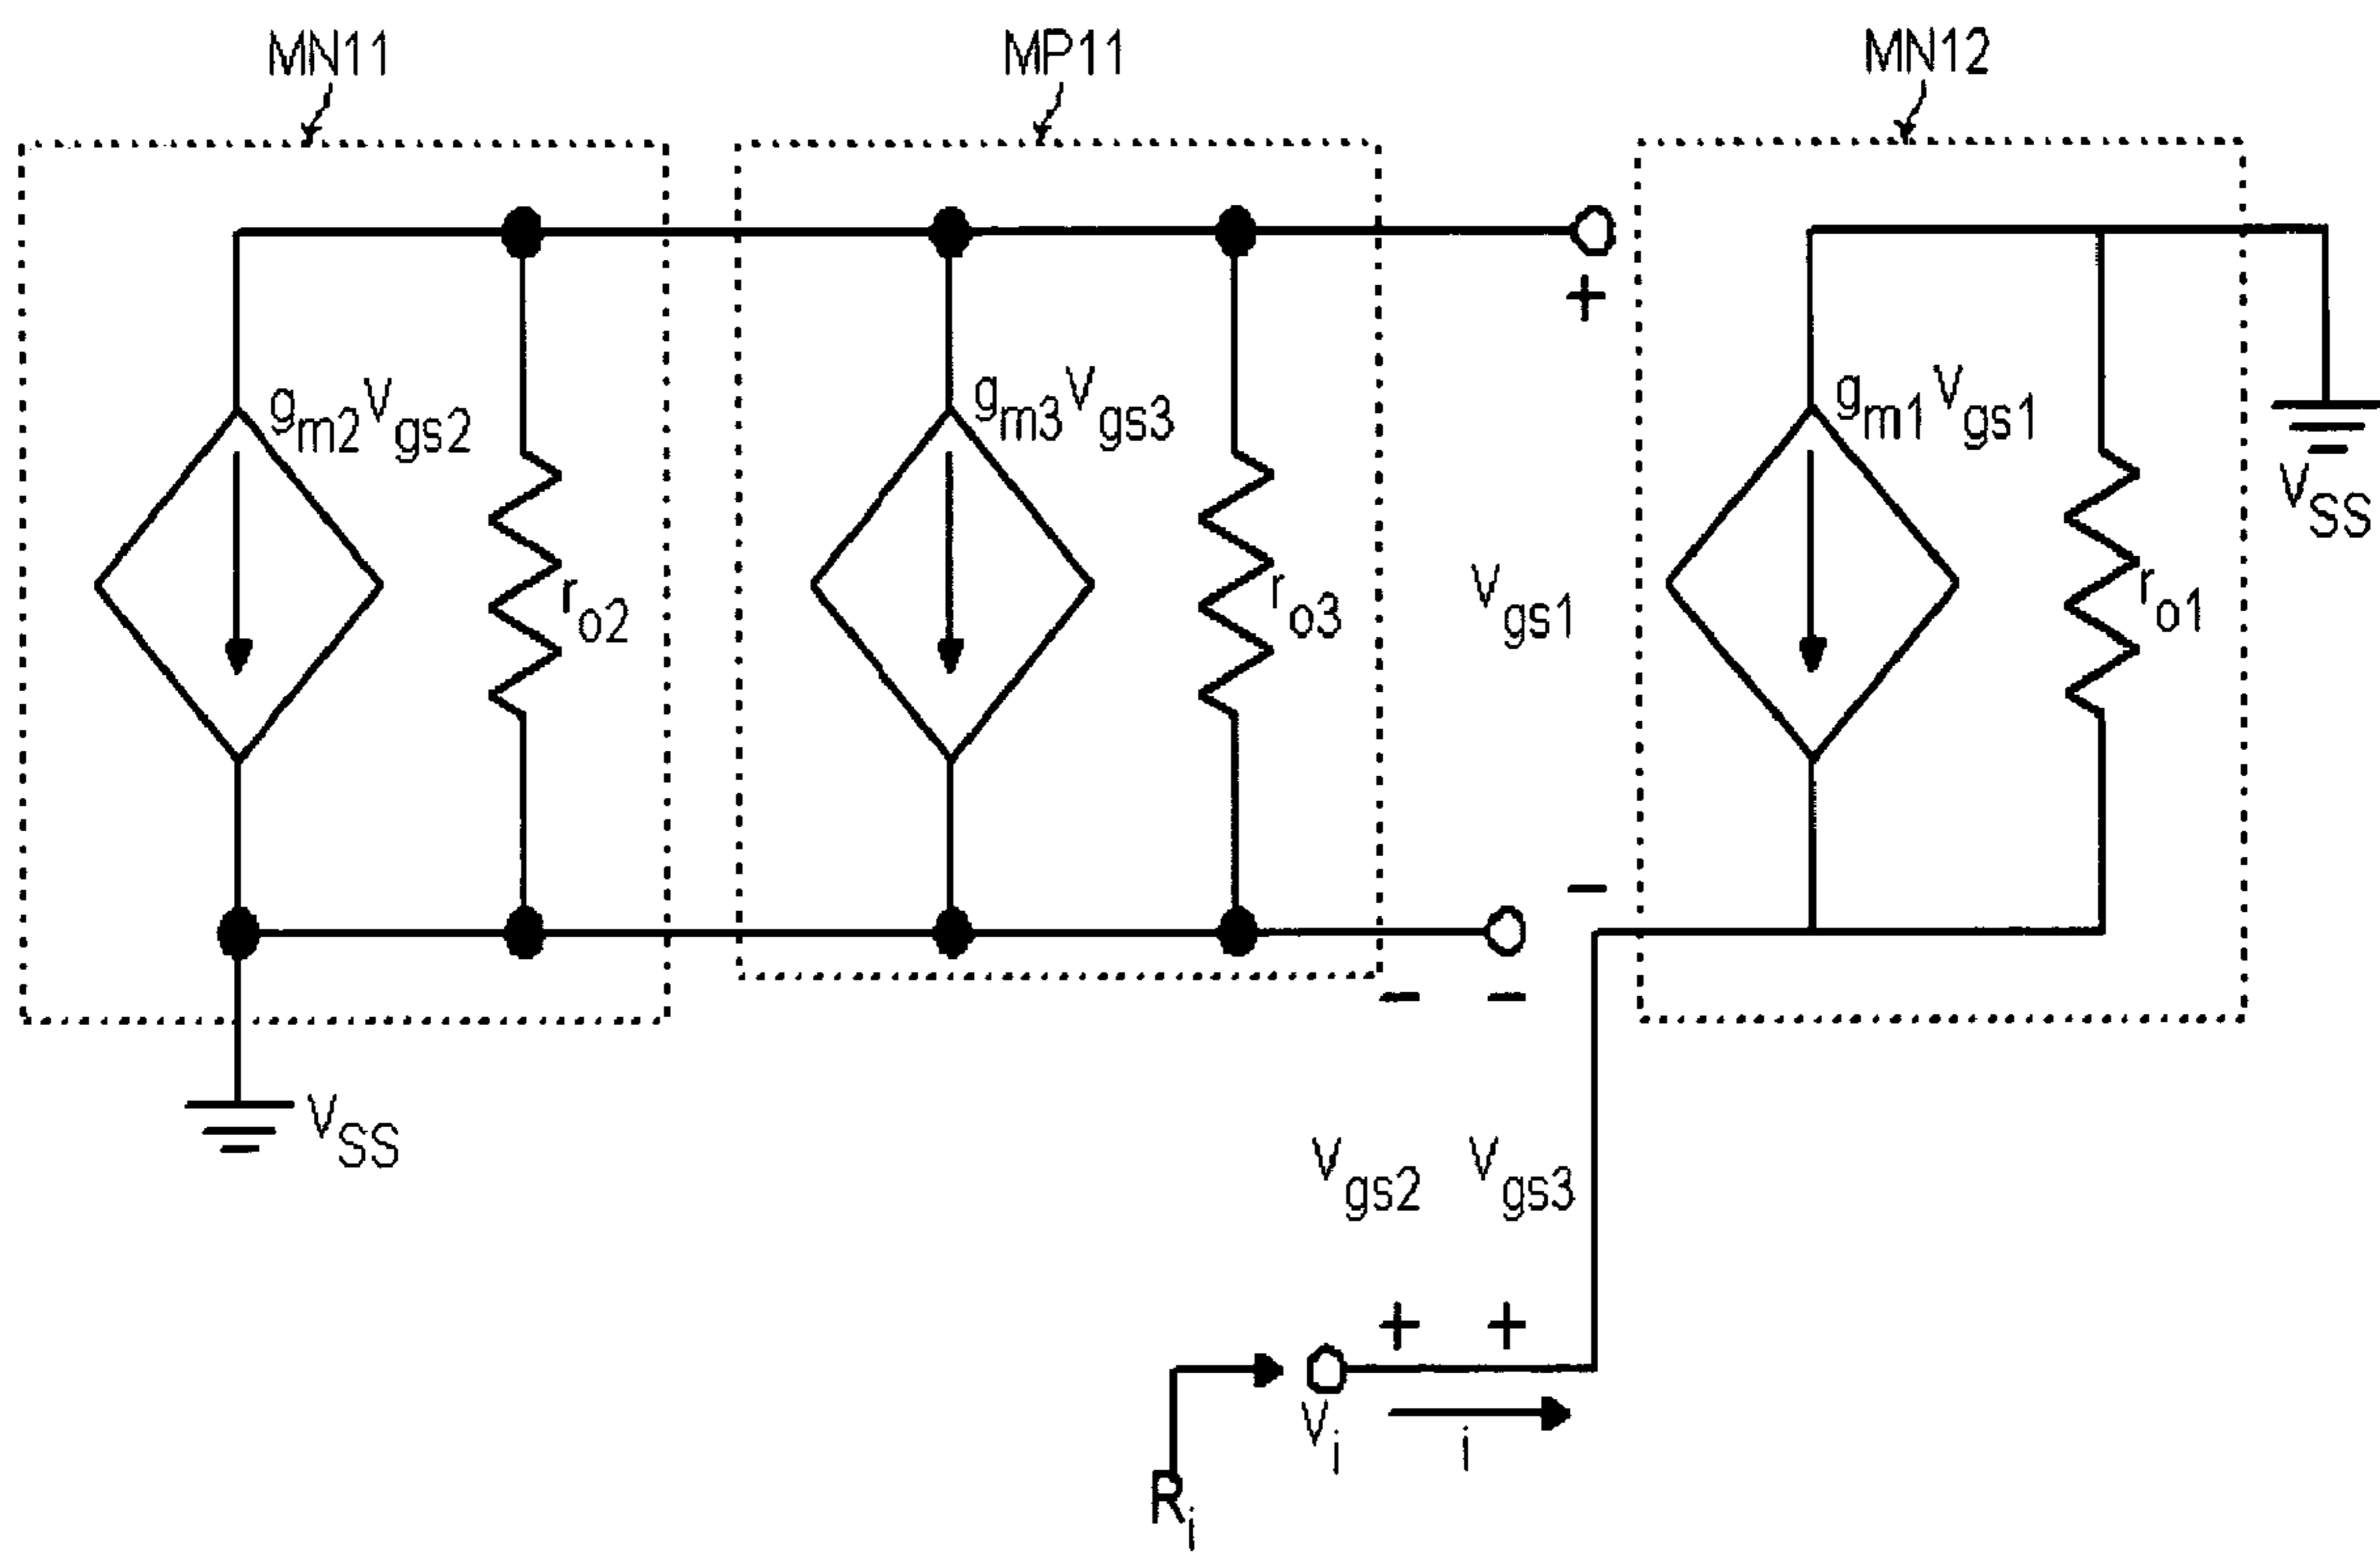 MN11
MP11
MN12
+
gm2vgs2
gm3vgs3
gm1vgs1
VSS
ro2
ro3
vgs1
ro1
−
− −
VSS
vgs2 vgs3
+ +
vi
i
Ri